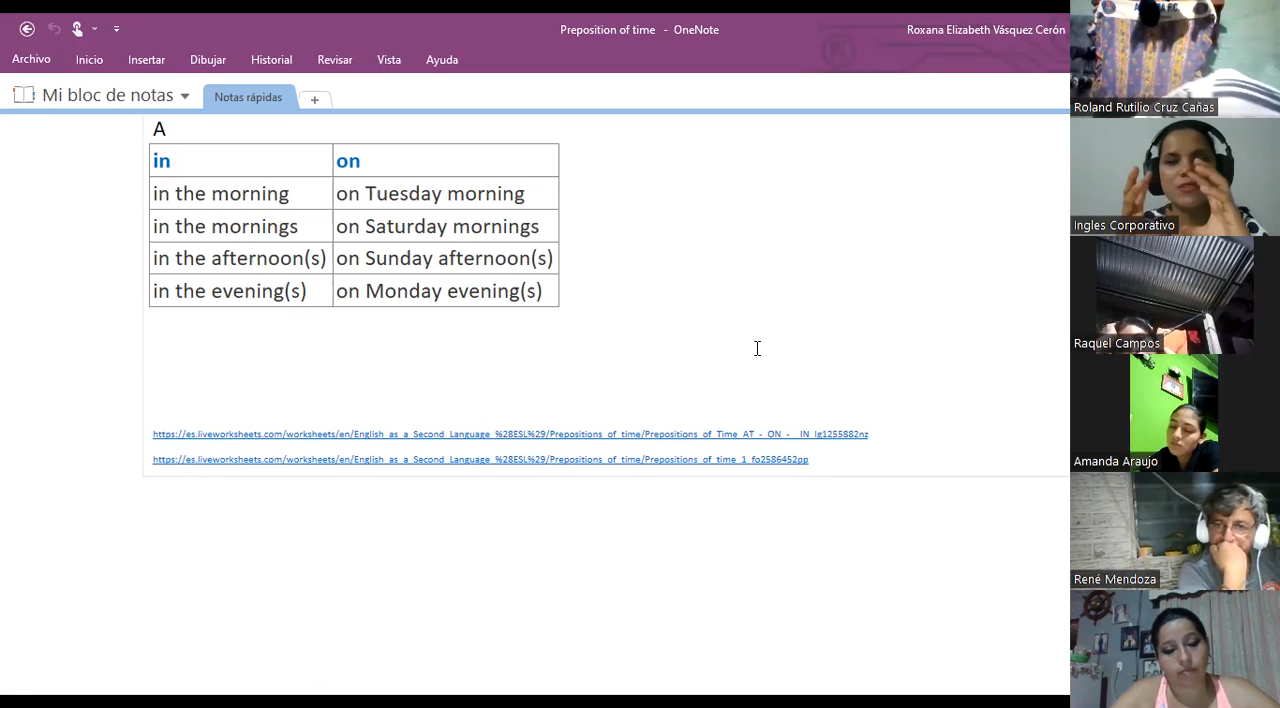 Preposition of time - OneNote
Roxana Elizabeth Vásquez Cerón
Archivo Inicio Insertar Dibujar Historial Revisar Vista Ayuda
Mi bloc de notas
Notas rápidas
A
in on
in the morning on Tuesday morning
in the mornings on Saturday mornings
in the afternoon(s) on Sunday afternoon(s)
in the evening(s) on Monday evening(s)
https://es.liveworksheets.com/worksheets/en/English_as_a_Second_Language_%28ESL%29/Prepositions_of_time/Prepositions_of_Time_AT_-_ON_-__IN_lg1255882nz
https://es.liveworksheets.com/worksheets/en/English_as_a_Second_Language_%28ESL%29/Prepositions_of_time/Prepositions_of_time_1_fo2586452pp
Roland Rutilio Cruz Cañas
Ingles Corporativo
Raquel Campos
Amanda Araujo
René Mendoza